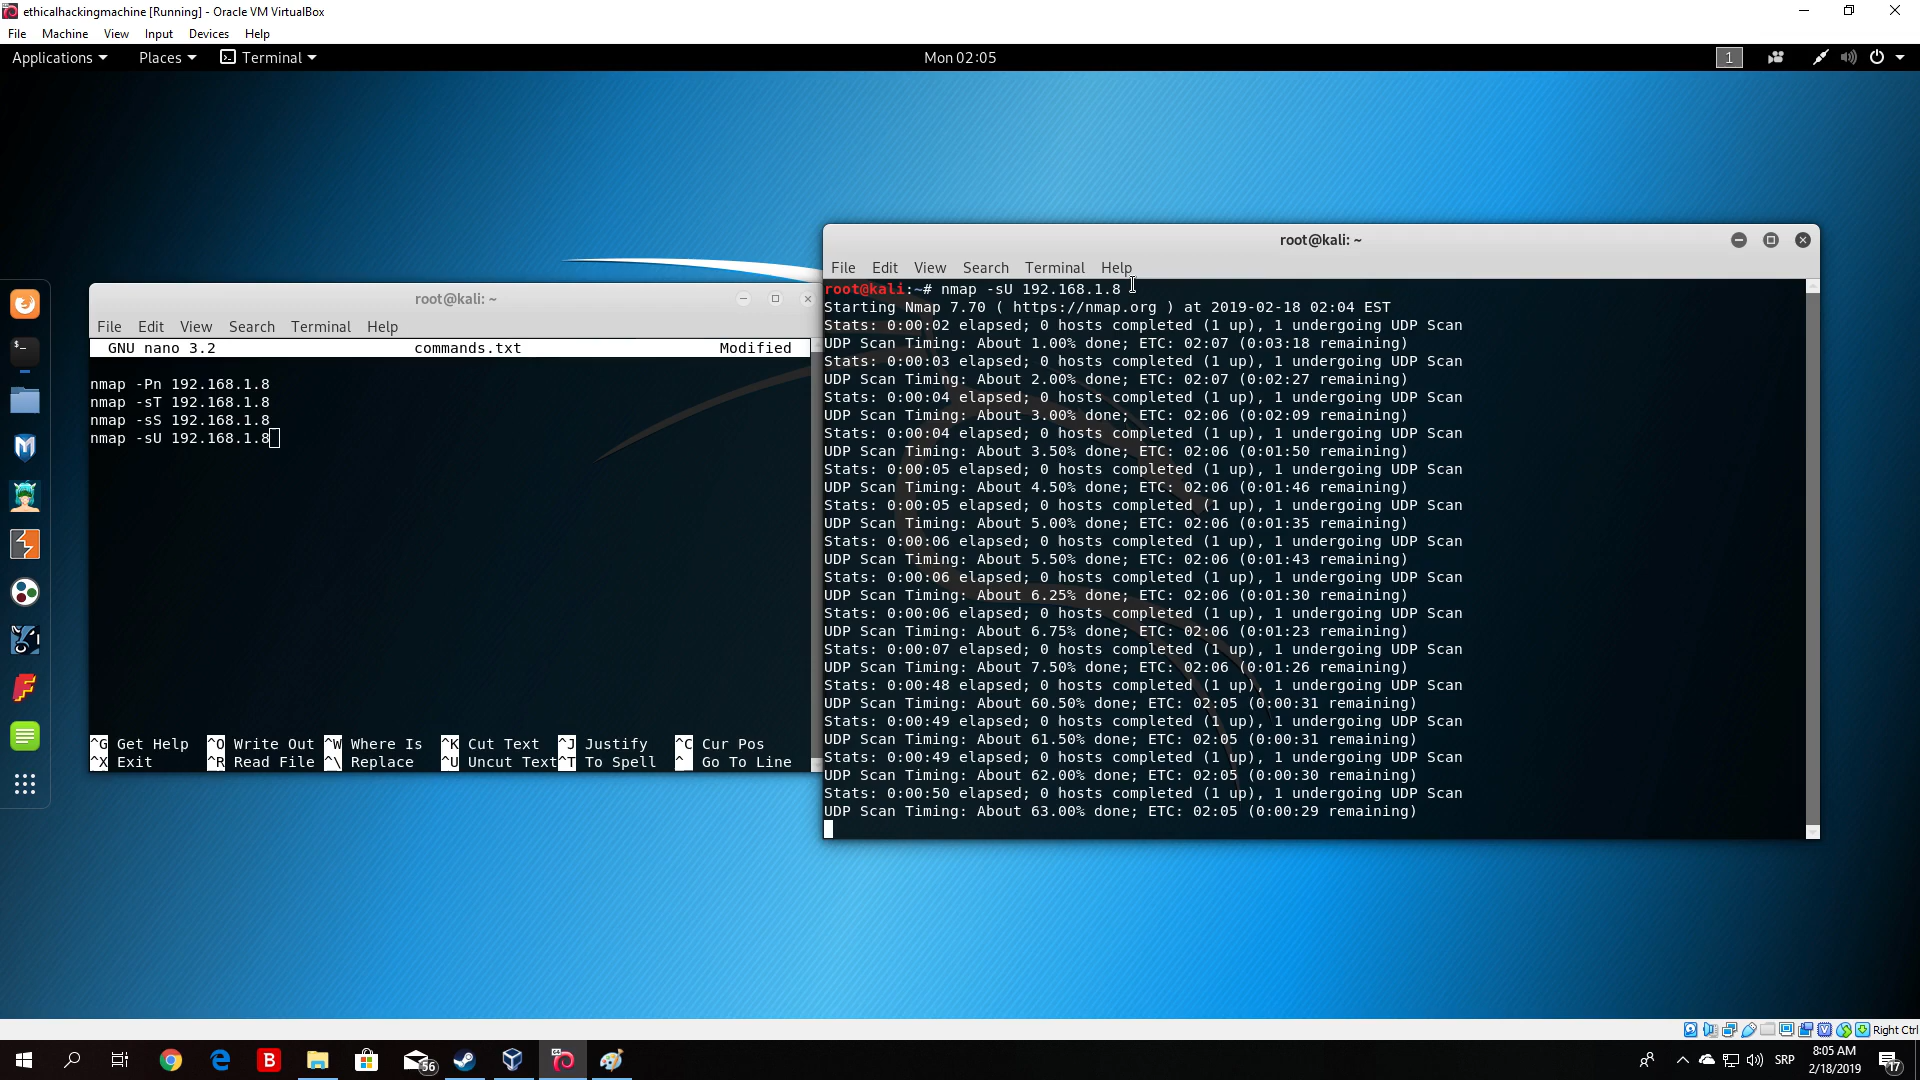 ethicalhackingmachine [Running] - Oracle VM VirtualBox
File Machine View Input Devices Help
Applications Places Terminal Mon 02:05 1
root@kali: ~
File Edit View Search Terminal Help
GNU nano 3.2 commands.txt Modified
nmap -Pn 192.168.1.8
nmap -sT 192.168.1.8
nmap -sS 192.168.1.8
nmap -sU 192.168.1.8
^G Get Help ^O Write Out ^W Where Is ^K Cut Text ^J Justify ^C Cur Pos
^X Exit ^R Read File ^\ Replace ^U Uncut Text ^T To Spell ^_ Go To Line
root@kali: ~
File Edit View Search Terminal Help
root@kali:~# nmap -sU 192.168.1.8
Starting Nmap 7.70 ( https://nmap.org ) at 2019-02-18 02:04 EST
Stats: 0:00:02 elapsed; 0 hosts completed (1 up), 1 undergoing UDP Scan
UDP Scan Timing: About 1.00% done; ETC: 02:07 (0:03:18 remaining)
Stats: 0:00:03 elapsed; 0 hosts completed (1 up), 1 undergoing UDP Scan
UDP Scan Timing: About 2.00% done; ETC: 02:07 (0:02:27 remaining)
Stats: 0:00:04 elapsed; 0 hosts completed (1 up), 1 undergoing UDP Scan
UDP Scan Timing: About 3.00% done; ETC: 02:06 (0:02:09 remaining)
Stats: 0:00:04 elapsed; 0 hosts completed (1 up), 1 undergoing UDP Scan
UDP Scan Timing: About 3.50% done; ETC: 02:06 (0:01:50 remaining)
Stats: 0:00:05 elapsed; 0 hosts completed (1 up), 1 undergoing UDP Scan
UDP Scan Timing: About 4.50% done; ETC: 02:06 (0:01:46 remaining)
Stats: 0:00:05 elapsed; 0 hosts completed (1 up), 1 undergoing UDP Scan
UDP Scan Timing: About 5.00% done; ETC: 02:06 (0:01:35 remaining)
Stats: 0:00:06 elapsed; 0 hosts completed (1 up), 1 undergoing UDP Scan
UDP Scan Timing: About 5.50% done; ETC: 02:06 (0:01:43 remaining)
Stats: 0:00:06 elapsed; 0 hosts completed (1 up), 1 undergoing UDP Scan
UDP Scan Timing: About 6.25% done; ETC: 02:06 (0:01:30 remaining)
Stats: 0:00:06 elapsed; 0 hosts completed (1 up), 1 undergoing UDP Scan
UDP Scan Timing: About 6.75% done; ETC: 02:06 (0:01:23 remaining)
Stats: 0:00:07 elapsed; 0 hosts completed (1 up), 1 undergoing UDP Scan
UDP Scan Timing: About 7.50% done; ETC: 02:06 (0:01:26 remaining)
Stats: 0:00:48 elapsed; 0 hosts completed (1 up), 1 undergoing UDP Scan
UDP Scan Timing: About 60.50% done; ETC: 02:05 (0:00:31 remaining)
Stats: 0:00:49 elapsed; 0 hosts completed (1 up), 1 undergoing UDP Scan
UDP Scan Timing: About 61.50% done; ETC: 02:05 (0:00:31 remaining)
Stats: 0:00:49 elapsed; 0 hosts completed (1 up), 1 undergoing UDP Scan
UDP Scan Timing: About 62.00% done; ETC: 02:05 (0:00:30 remaining)
Stats: 0:00:50 elapsed; 0 hosts completed (1 up), 1 undergoing UDP Scan
UDP Scan Timing: About 63.00% done; ETC: 02:05 (0:00:29 remaining)
Right Ctrl
B 56 SRP 8:05 AM
2/18/2019 17